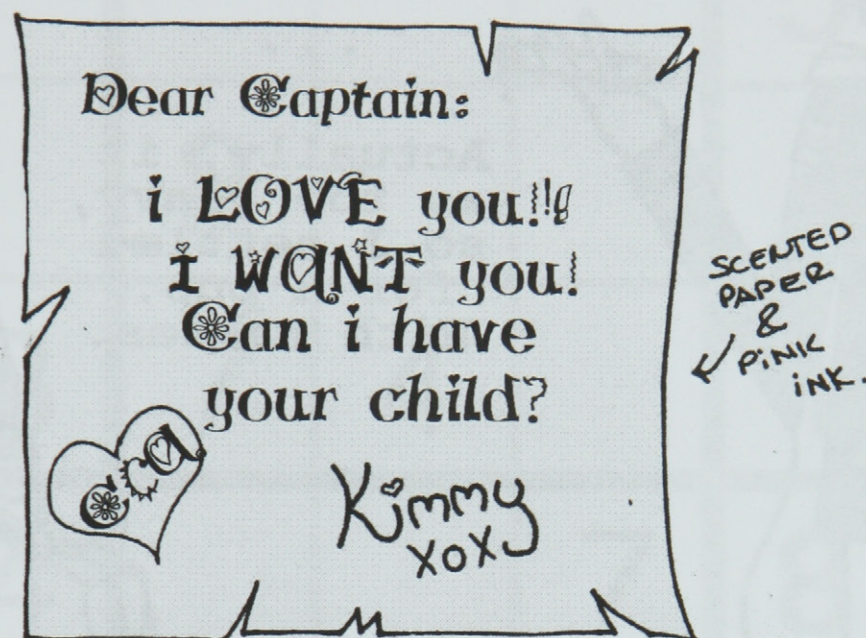 Dear Captain:
i LOVE you!!!
i WANT you!
Can i have
your child?
Kimmy
XOX
SCENTED
PAPER
&
PINK
INK.